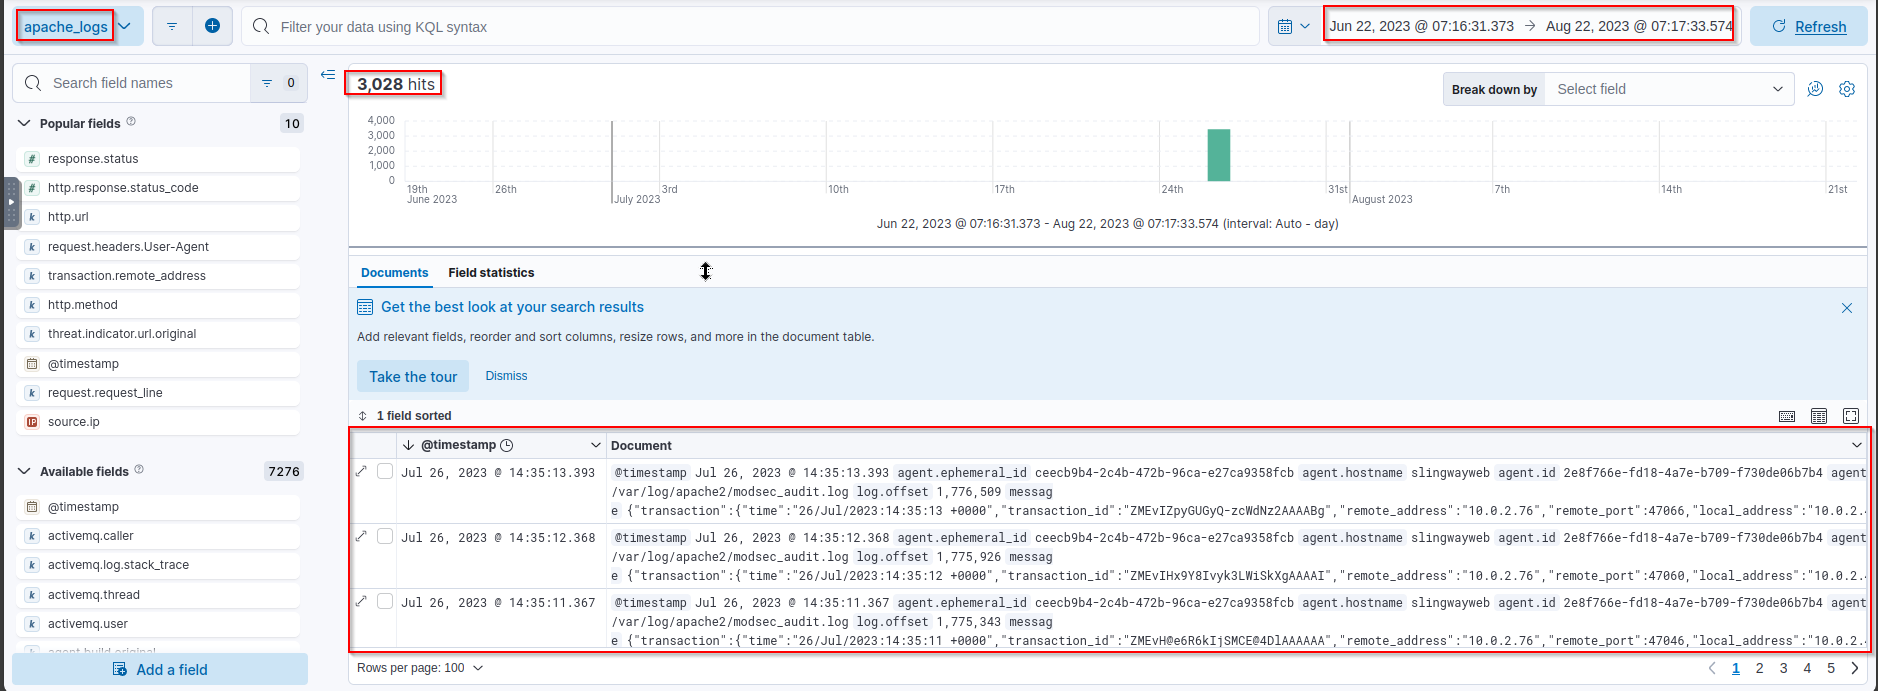 apache_logs
Filter your data using KQL syntax
Jun 22, 2023 @ 07:16:31.373 → Aug 22, 2023 @ 07:17:33.574
Refresh
Search field names
0
3,028 hits
Break down by
Select field
Popular fields
10
response.status
http.response.status_code
http.url
request.headers.User-Agent
transaction.remote_address
http.method
threat.indicator.url.original
@timestamp
request.request_line
source.ip
Available fields
7276
@timestamp
activemq.caller
activemq.log.stack_trace
activemq.thread
activemq.user
agent.build.original
Add a field
4,000
3,000
2,000
1,000
0
19th 26th 3rd 10th 17th 24th 31st 7th 14th 21st
June 2023 July 2023 August 2023
Jun 22, 2023 @ 07:16:31.373 - Aug 22, 2023 @ 07:17:33.574 (interval: Auto - day)
Documents Field statistics
Get the best look at your search results
Add relevant fields, reorder and sort columns, resize rows, and more in the document table.
Take the tour Dismiss
1 field sorted
@timestamp Document
Jul 26, 2023 @ 14:35:13.393 @timestamp Jul 26, 2023 @ 14:35:13.393 agent.ephemeral_id ceecb9b4-2c4b-472b-96ca-e27ca9358fcb agent.hostname slingwayweb agent.id 2e8f766e-fd18-4a7e-b709-f730de06b7b4 agent
/var/log/apache2/modsec_audit.log log.offset 1,776,509 messag
e {"transaction":{"time":"26/Jul/2023:14:35:13 +0000","transaction_id":"ZMEvIZpyGUGyQ-zcWdNz2AAAABg","remote_address":"10.0.2.76","remote_port":47066,"local_address":"10.0.2.
Jul 26, 2023 @ 14:35:12.368 @timestamp Jul 26, 2023 @ 14:35:12.368 agent.ephemeral_id ceecb9b4-2c4b-472b-96ca-e27ca9358fcb agent.hostname slingwayweb agent.id 2e8f766e-fd18-4a7e-b709-f730de06b7b4 agent
/var/log/apache2/modsec_audit.log log.offset 1,775,926 messag
e {"transaction":{"time":"26/Jul/2023:14:35:12 +0000","transaction_id":"ZMEvIHx9Y8Ivyk3LWiSkXgAAAAI","remote_address":"10.0.2.76","remote_port":47060,"local_address":"10.0.2.
Jul 26, 2023 @ 14:35:11.367 @timestamp Jul 26, 2023 @ 14:35:11.367 agent.ephemeral_id ceecb9b4-2c4b-472b-96ca-e27ca9358fcb agent.hostname slingwayweb agent.id 2e8f766e-fd18-4a7e-b709-f730de06b7b4 agent
/var/log/apache2/modsec_audit.log log.offset 1,775,343 messag
e {"transaction":{"time":"26/Jul/2023:14:35:11 +0000","transaction_id":"ZMEvH@e6R6kIjSMCE@4DlAAAAAA","remote_address":"10.0.2.76","remote_port":47046,"local_address":"10.0.2.
Rows per page: 100
1 2 3 4 5